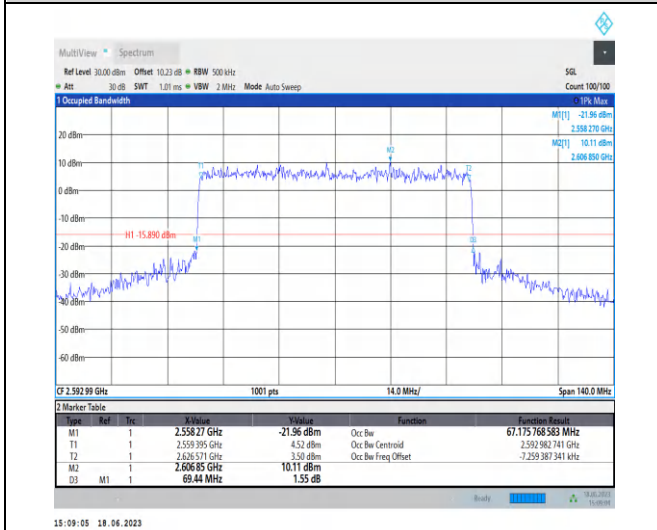 MultiView Spectrum
Ref Level 30.00 dBm Offset 10.23 dB RBW 500 kHz SGL
Att 30 dB SWT 1.01 ms VBW 2 MHz Mode Auto Sweep Count 100/100
1 Occupied Bandwidth 1Pk Max
M1[1] -21.96 dBm
2.558 270 GHz
M2[1] 10.11 dBm
2.606 850 GHz
20 dBm
M2
10 dBm
T1 T2
0 dBm
-10 dBm
H1 -15.890 dBm
M1 D3
-20 dBm
-30 dBm
-40 dBm
-50 dBm
-60 dBm
CF 2.592 99 GHz 1001 pts 14.0 MHz/ Span 140.0 MHz
2 Marker Table
Type Ref Trc X-Value Y-Value Function Function Result
M1 1 2.558 27 GHz -21.96 dBm Occ Bw 67.175 768 583 MHz
T1 1 2.559 395 GHz 4.52 dBm Occ Bw Centroid 2.592 982 741 GHz
T2 1 2.626 571 GHz 3.50 dBm Occ Bw Freq Offset -7.259 387 341 kHz
M2 1 2.606 85 GHz 10.11 dBm
D3 M1 1 69.44 MHz 1.55 dB
Ready 18.06.2023
15:09:04
15:09:05 18.06.2023